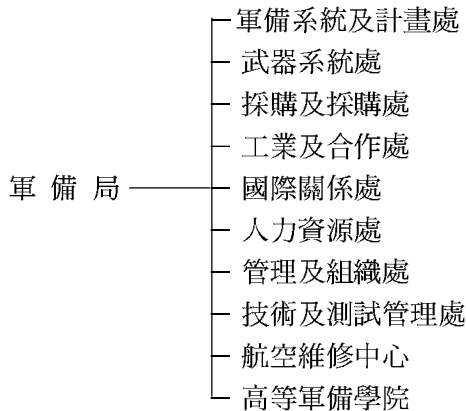 軍備系統及計畫處
武器系統處
採購及採購處
工業及合作處
軍備局
國際關係處
人力資源處
管理及組織處
技術及測試管理處
航空維修中心
高等軍備學院